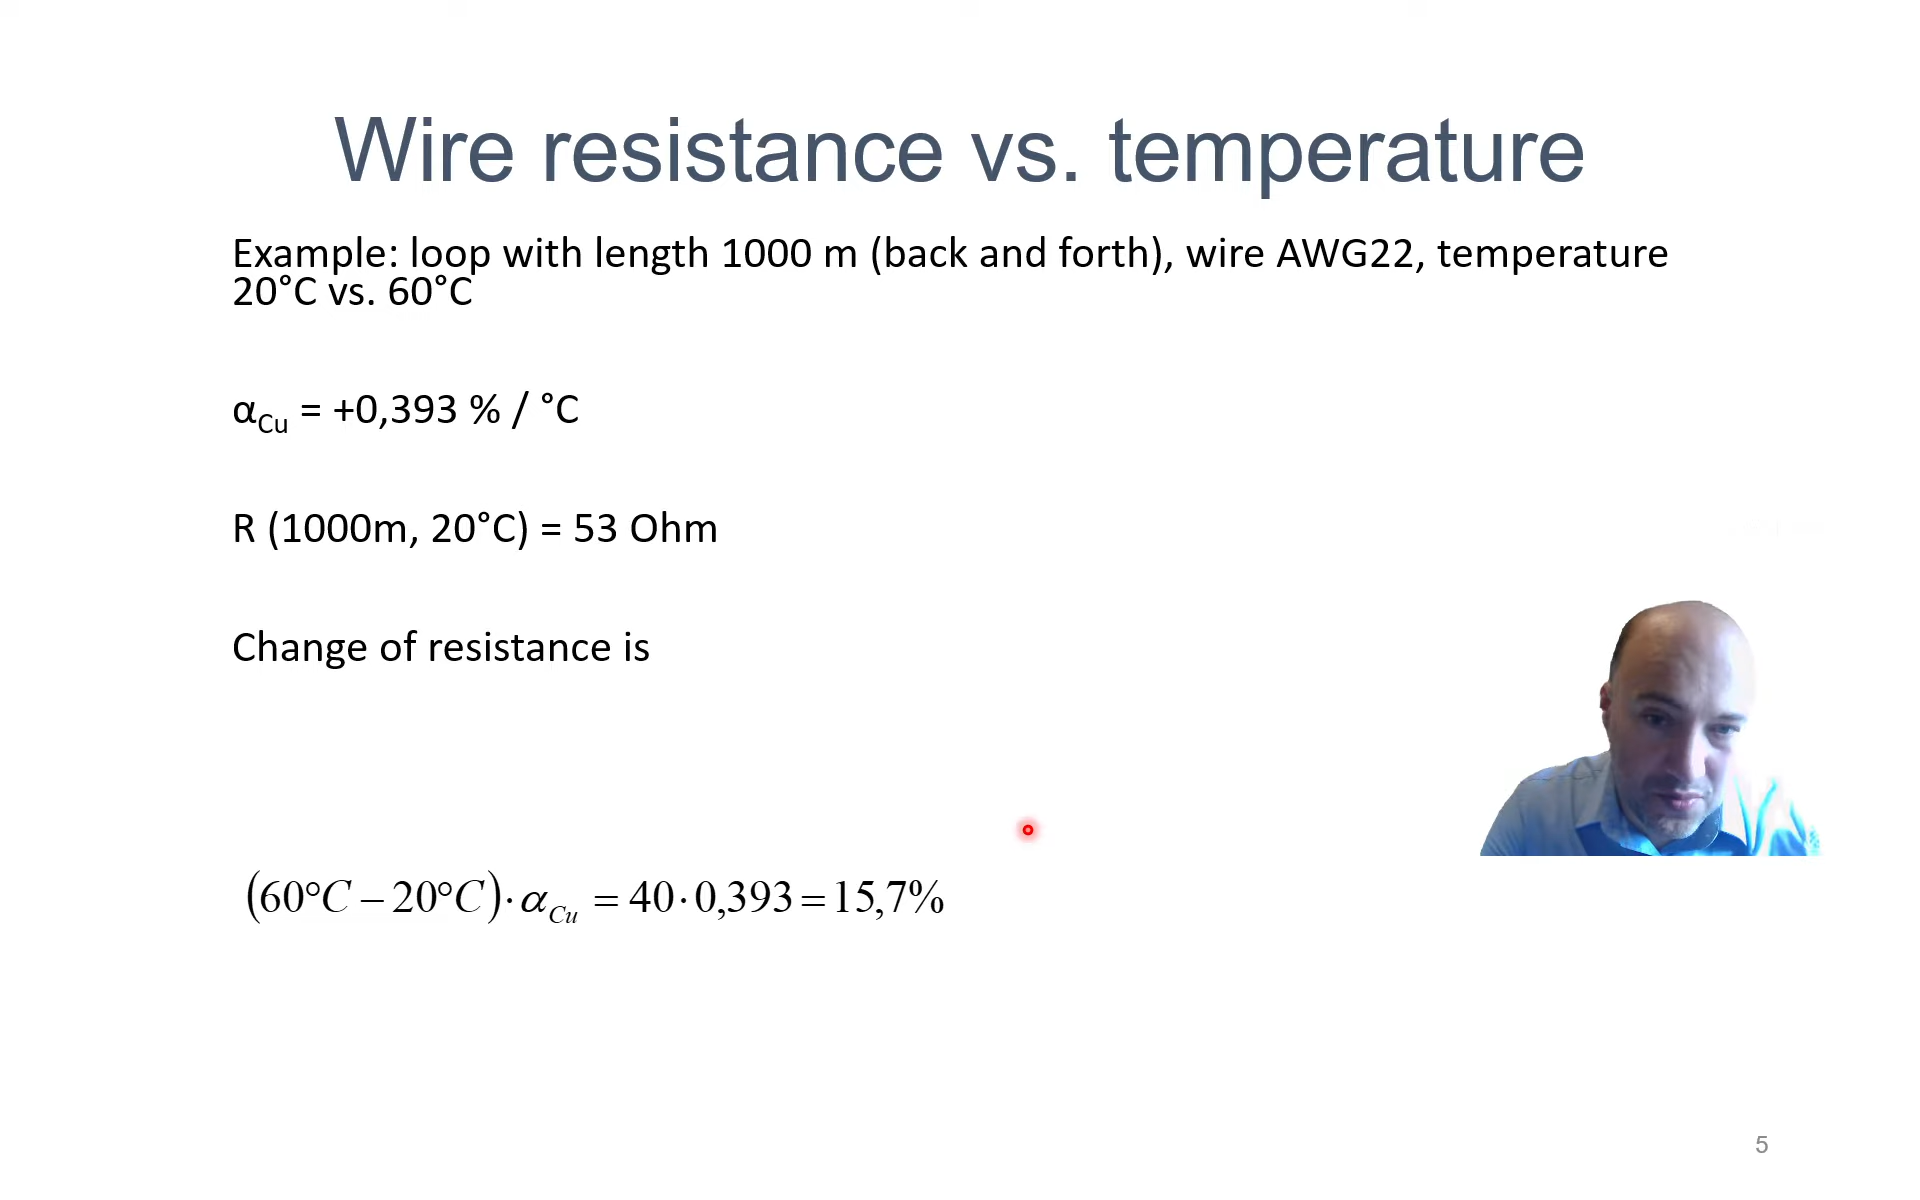 Wire resistance vs. temperature
Example: loop with length 1000 m (back and forth), wire AWG22, temperature
20°C vs. 60°C
αCu = +0,393 % / °C
R (1000m, 20°C) = 53 Ohm
Change of resistance is
(60°C − 20°C) · αCu = 40 · 0,393 = 15,7%
5